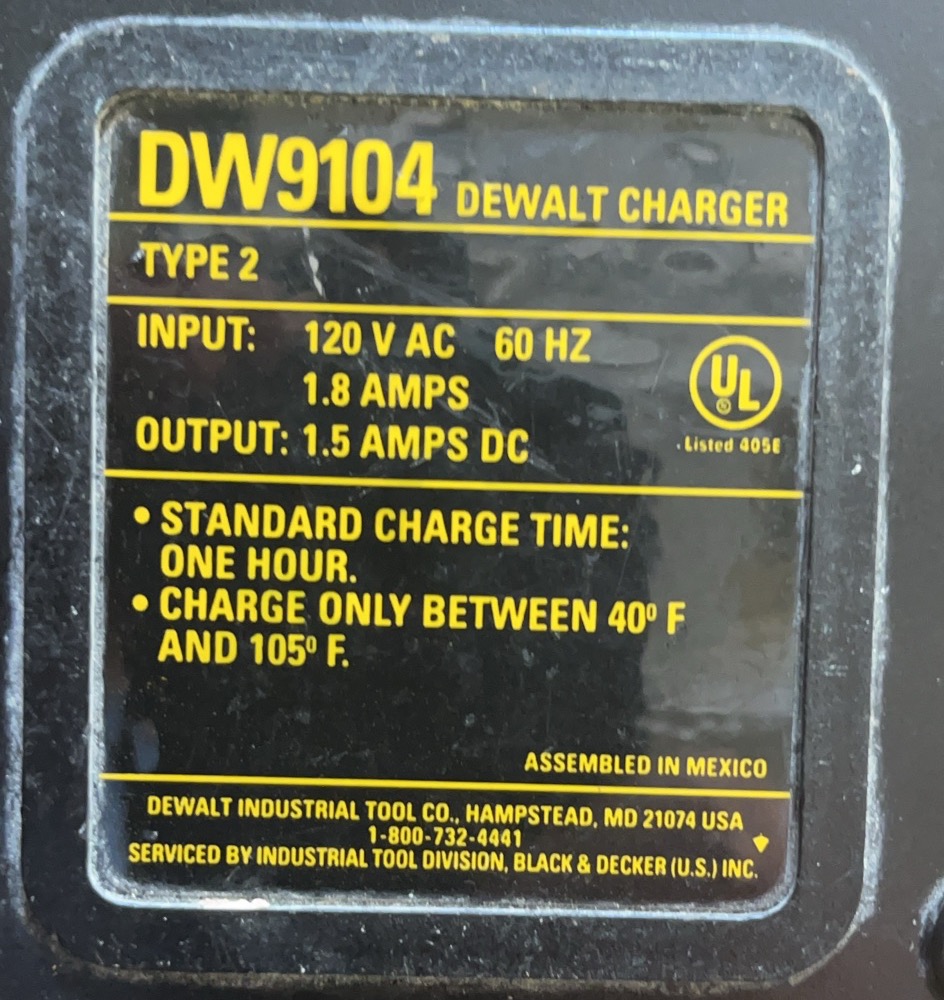 DW9104 DEWALT CHARGER
TYPE 2
INPUT: 120 V AC 60 HZ
1.8 AMPS
OUTPUT: 1.5 AMPS DC
UL
®
Listed 405E
• STANDARD CHARGE TIME:
ONE HOUR.
• CHARGE ONLY BETWEEN 40º F
AND 105º F.
ASSEMBLED IN MEXICO
DEWALT INDUSTRIAL TOOL CO., HAMPSTEAD, MD 21074 USA
1-800-732-4441
SERVICED BY INDUSTRIAL TOOL DIVISION, BLACK & DECKER (U.S.) INC.